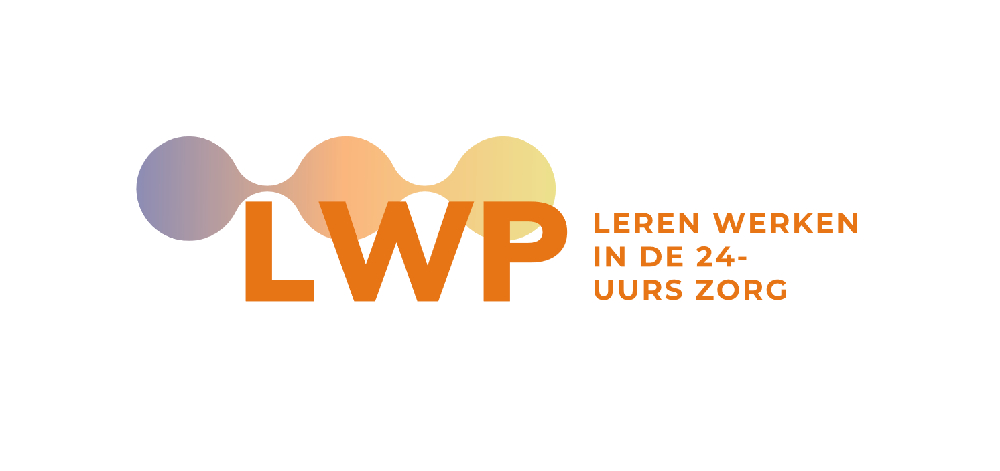 LWP
LEREN WERKEN
IN DE 24-
UURS ZORG